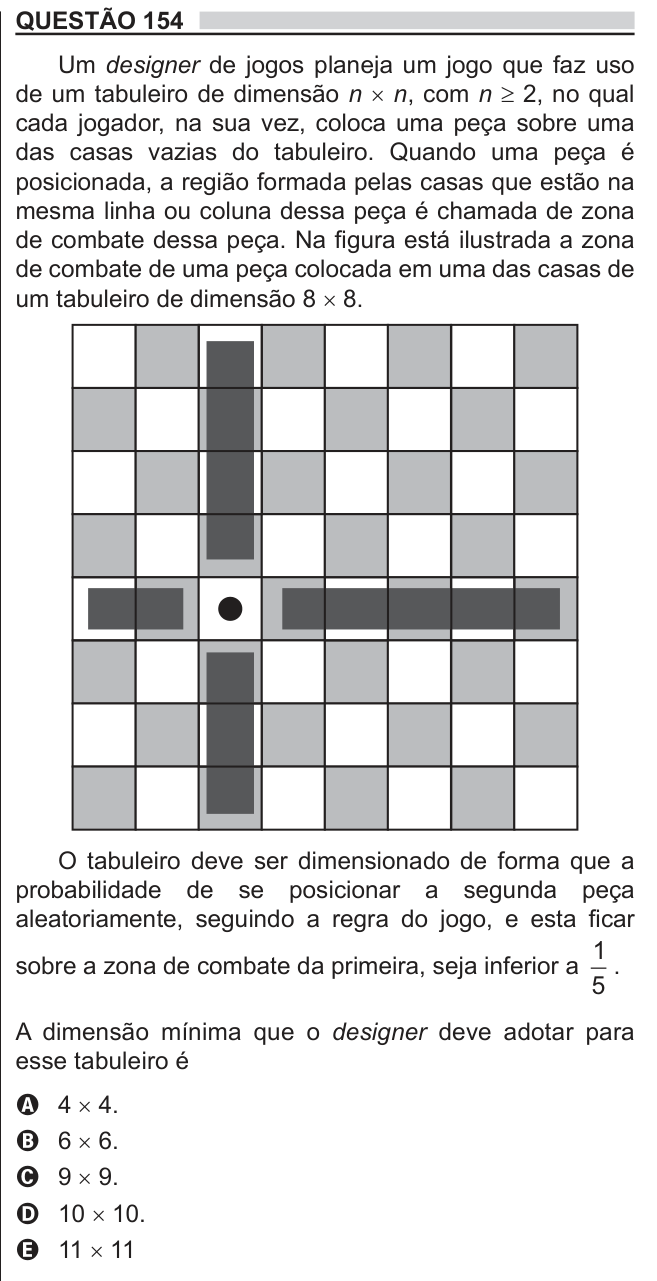 QUESTÃO 154
Um designer de jogos planeja um jogo que faz uso
de um tabuleiro de dimensão n × n, com n ≥ 2, no qual
cada jogador, na sua vez, coloca uma peça sobre uma
das casas vazias do tabuleiro. Quando uma peça é
posicionada, a região formada pelas casas que estão na
mesma linha ou coluna dessa peça é chamada de zona
de combate dessa peça. Na figura está ilustrada a zona
de combate de uma peça colocada em uma das casas de
um tabuleiro de dimensão 8 × 8.
O tabuleiro deve ser dimensionado de forma que a
probabilidade de se posicionar a segunda peça
aleatoriamente, seguindo a regra do jogo, e esta ficar
sobre a zona de combate da primeira, seja inferior a 1/5 .
A dimensão mínima que o designer deve adotar para
esse tabuleiro é
A 4 × 4.
B 6 × 6.
C 9 × 9.
D 10 × 10.
E 11 × 11